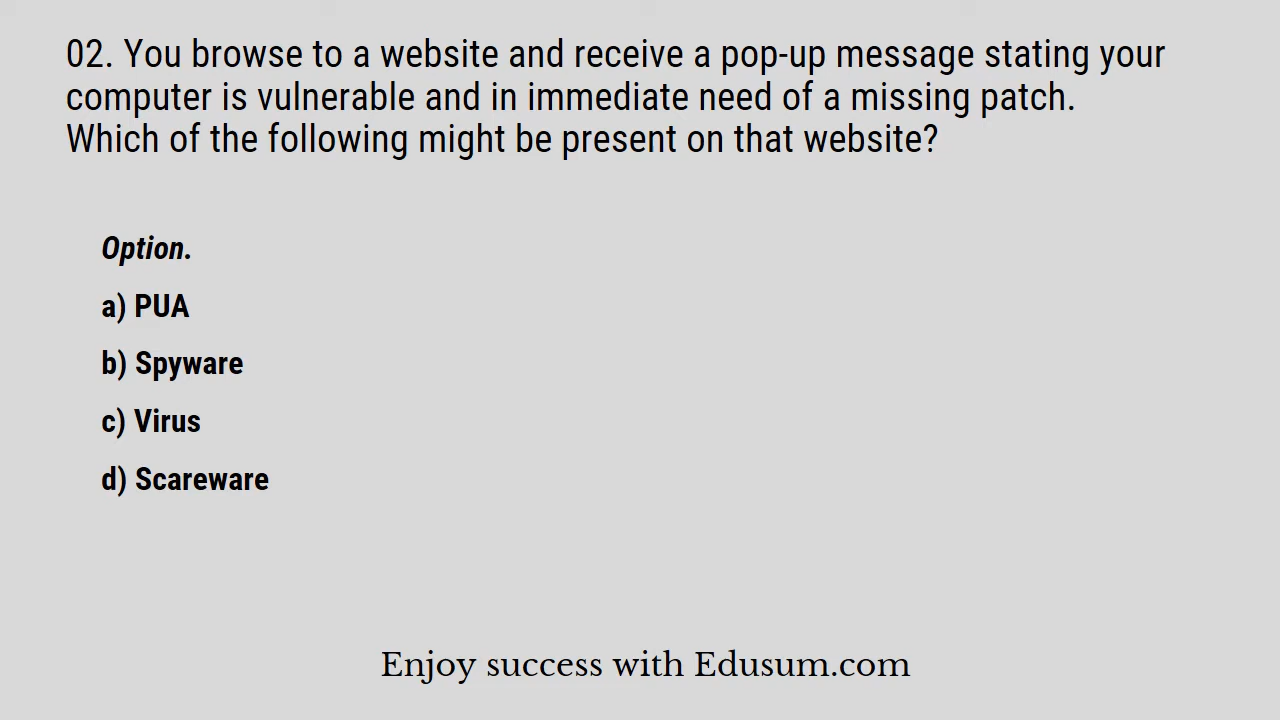 02. You browse to a website and receive a pop-up message stating your
computer is vulnerable and in immediate need of a missing patch.
Which of the following might be present on that website?
Option.
a) PUA
b) Spyware
c) Virus
d) Scareware
Enjoy success with Edusum.com